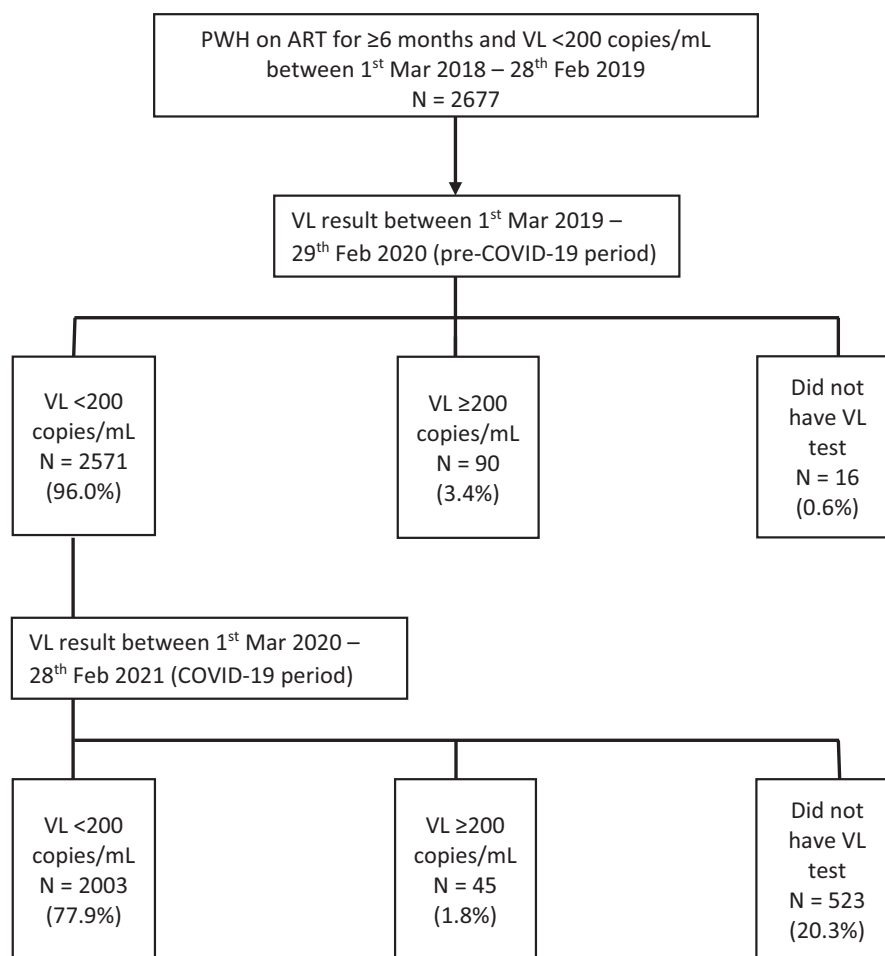 PWH on ART for ≥6 months and VL <200 copies/mL
between 1st Mar 2018 – 28th Feb 2019
N = 2677
VL result between 1st Mar 2019 –
29th Feb 2020 (pre-COVID-19 period)
VL <200
copies/mL
N = 2571
(96.0%)
VL ≥200
copies/mL
N = 90
(3.4%)
Did not
have VL
test
N = 16
(0.6%)
VL result between 1st Mar 2020 –
28th Feb 2021 (COVID-19 period)
VL <200
copies/mL
N = 2003
(77.9%)
VL ≥200
copies/mL
N = 45
(1.8%)
Did not
have VL
test
N = 523
(20.3%)